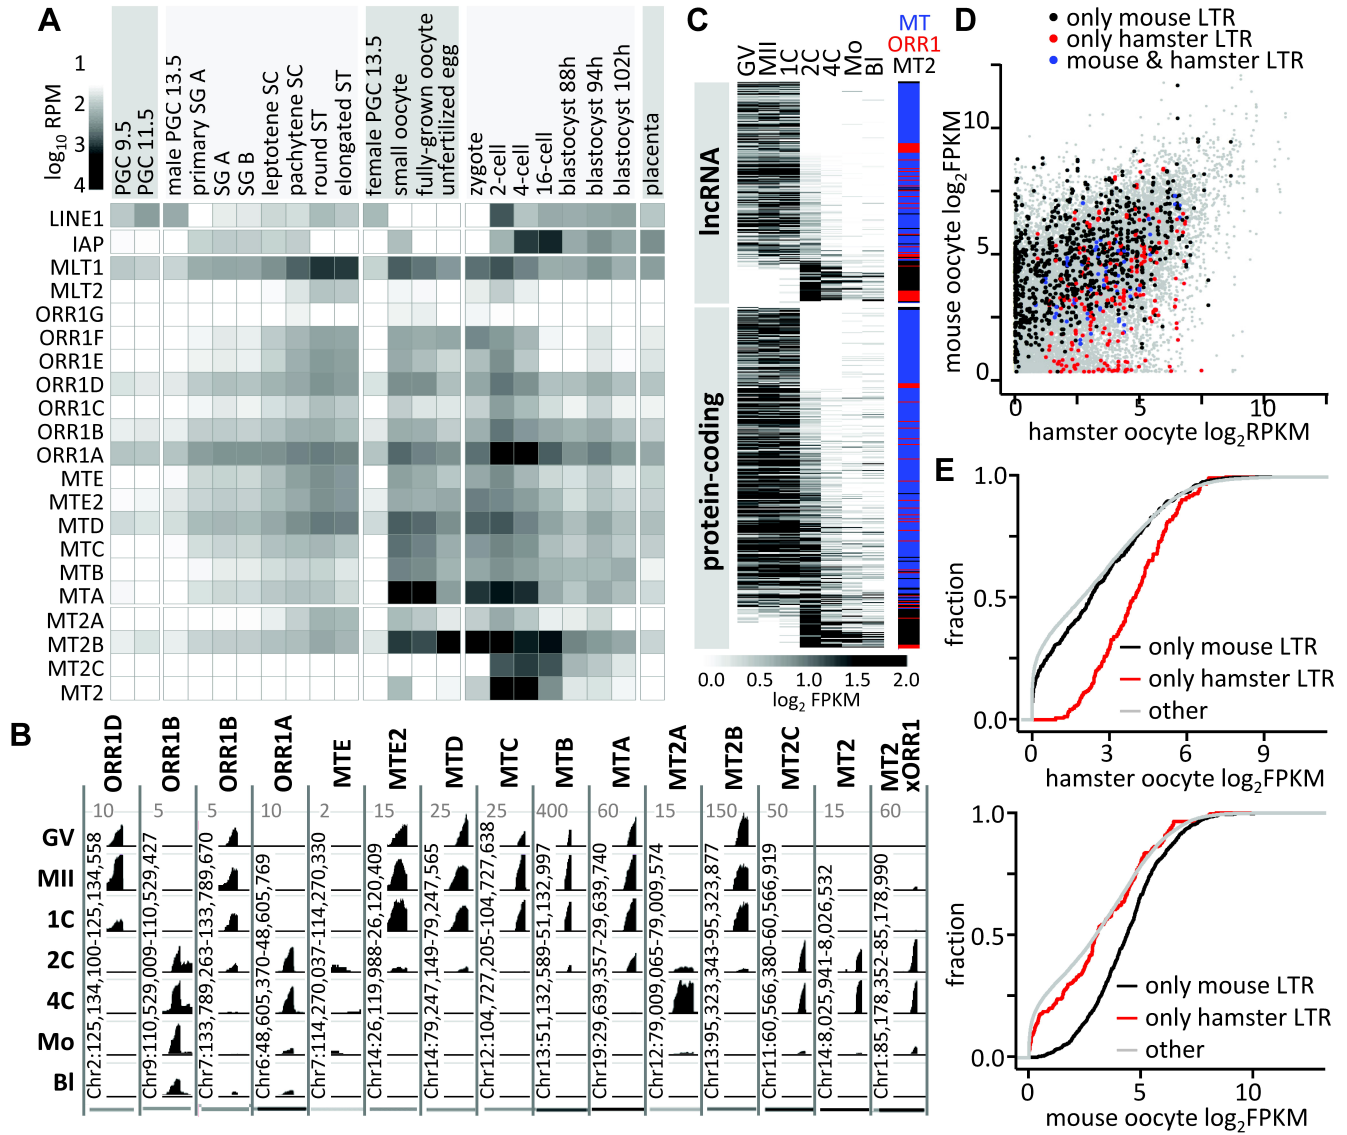 A
1
2
3
4
log10 RPM
PGC 9.5
PGC 11.5
male PGC 13.5
primary SG A
SG A
SG B
leptotene SC
pachytene SC
round ST
elongated ST
female PGC 13.5
small oocyte
fully-grown oocyte
unfertilized egg
zygote
2-cell
4-cell
16-cell
blastocyst 88h
blastocyst 94h
blastocyst 102h
placenta
LINE1
IAP
MLT1
MLT2
ORR1G
ORR1F
ORR1E
ORR1D
ORR1C
ORR1B
ORR1A
MTE
MTE2
MTD
MTC
MTB
MTA
MT2A
MT2B
MT2C
MT2
B
ORR1D
ORR1B
ORR1B
ORR1A
MTE
MTE2
MTD
MTC
MTB
MTA
MT2A
MT2B
MT2C
MT2
MT2
xORR1
10
5
5
10
2
15
25
25
400
60
15
150
50
15
60
GV
MII
1C
2C
4C
Mo
Bl
Chr2:125,134,100-125,134,558
Chr9:110,529,009-110,529,427
Chr7:133,789,263-133,789,670
Chr6:48,605,370-48,605,769
Chr7:114,270,037-114,270,330
Chr14:26,119,988-26,120,409
Chr14:79,247,149-79,247,565
Chr12:104,727,205-104,727,638
Chr13:51,132,589-51,132,997
Chr19:29,639,357-29,639,740
Chr12:79,009,065-79,009,574
Chr13:95,323,343-95,323,877
Chr11:60,566,380-60,566,919
Chr14:8,025,941-8,026,532
Chr1:85,178,352-85,178,990
C
GV
MII
1C
2C
4C
Mo
Bl
MT
ORR1
MT2
lncRNA
protein-coding
0.0 0.5 1.0 1.5 2.0
log2 FPKM
D
only mouse LTR
only hamster LTR
mouse & hamster LTR
mouse oocyte log2FPKM
10
5
0
0 5 10
hamster oocyte log2RPKM
E
fraction
1.0
0.5
0.0
only mouse LTR
only hamster LTR
other
0 3 6 9
hamster oocyte log2FPKM
fraction
1.0
0.5
0.0
only mouse LTR
only hamster LTR
other
0 5 10
mouse oocyte log2FPKM